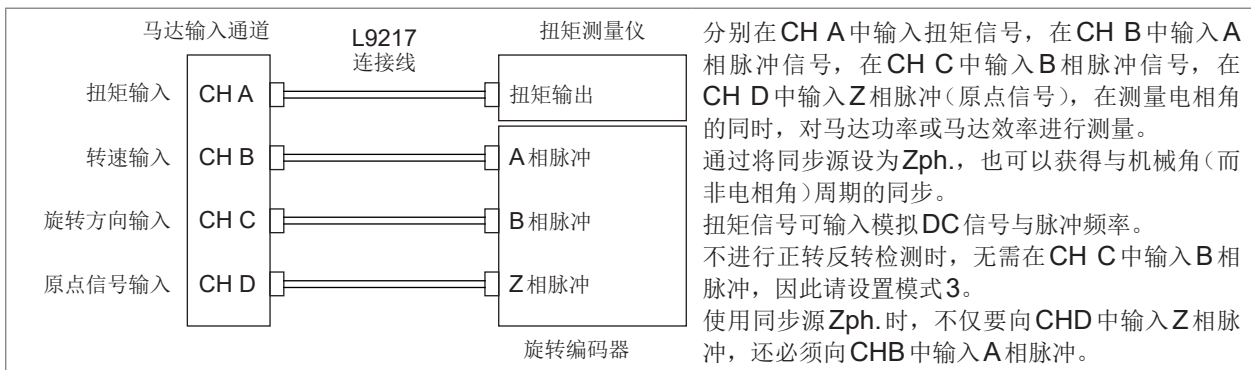 马达输入通道
L9217
连接线
扭矩测量仪
扭矩输入
CH A
扭矩输出
转速输入
CH B
A相脉冲
旋转方向输入
CH C
B相脉冲
原点信号输入
CH D
Z相脉冲
旋转编码器
分别在CH A中输入扭矩信号，在CH B中输入A
相脉冲信号，在CH C中输入B相脉冲信号，在
CH D中输入Z相脉冲（原点信号），在测量电相角
的同时，对马达功率或马达效率进行测量。
通过将同步源设为Zph.，也可以获得与机械角（而
非电相角）周期的同步。
扭矩信号可输入模拟DC信号与脉冲频率。
不进行正转反转检测时，无需在CH C中输入B相
脉冲，因此请设置模式3。
使用同步源Zph.时，不仅要向CHD中输入Z相脉
冲，还必须向CHB中输入A相脉冲。